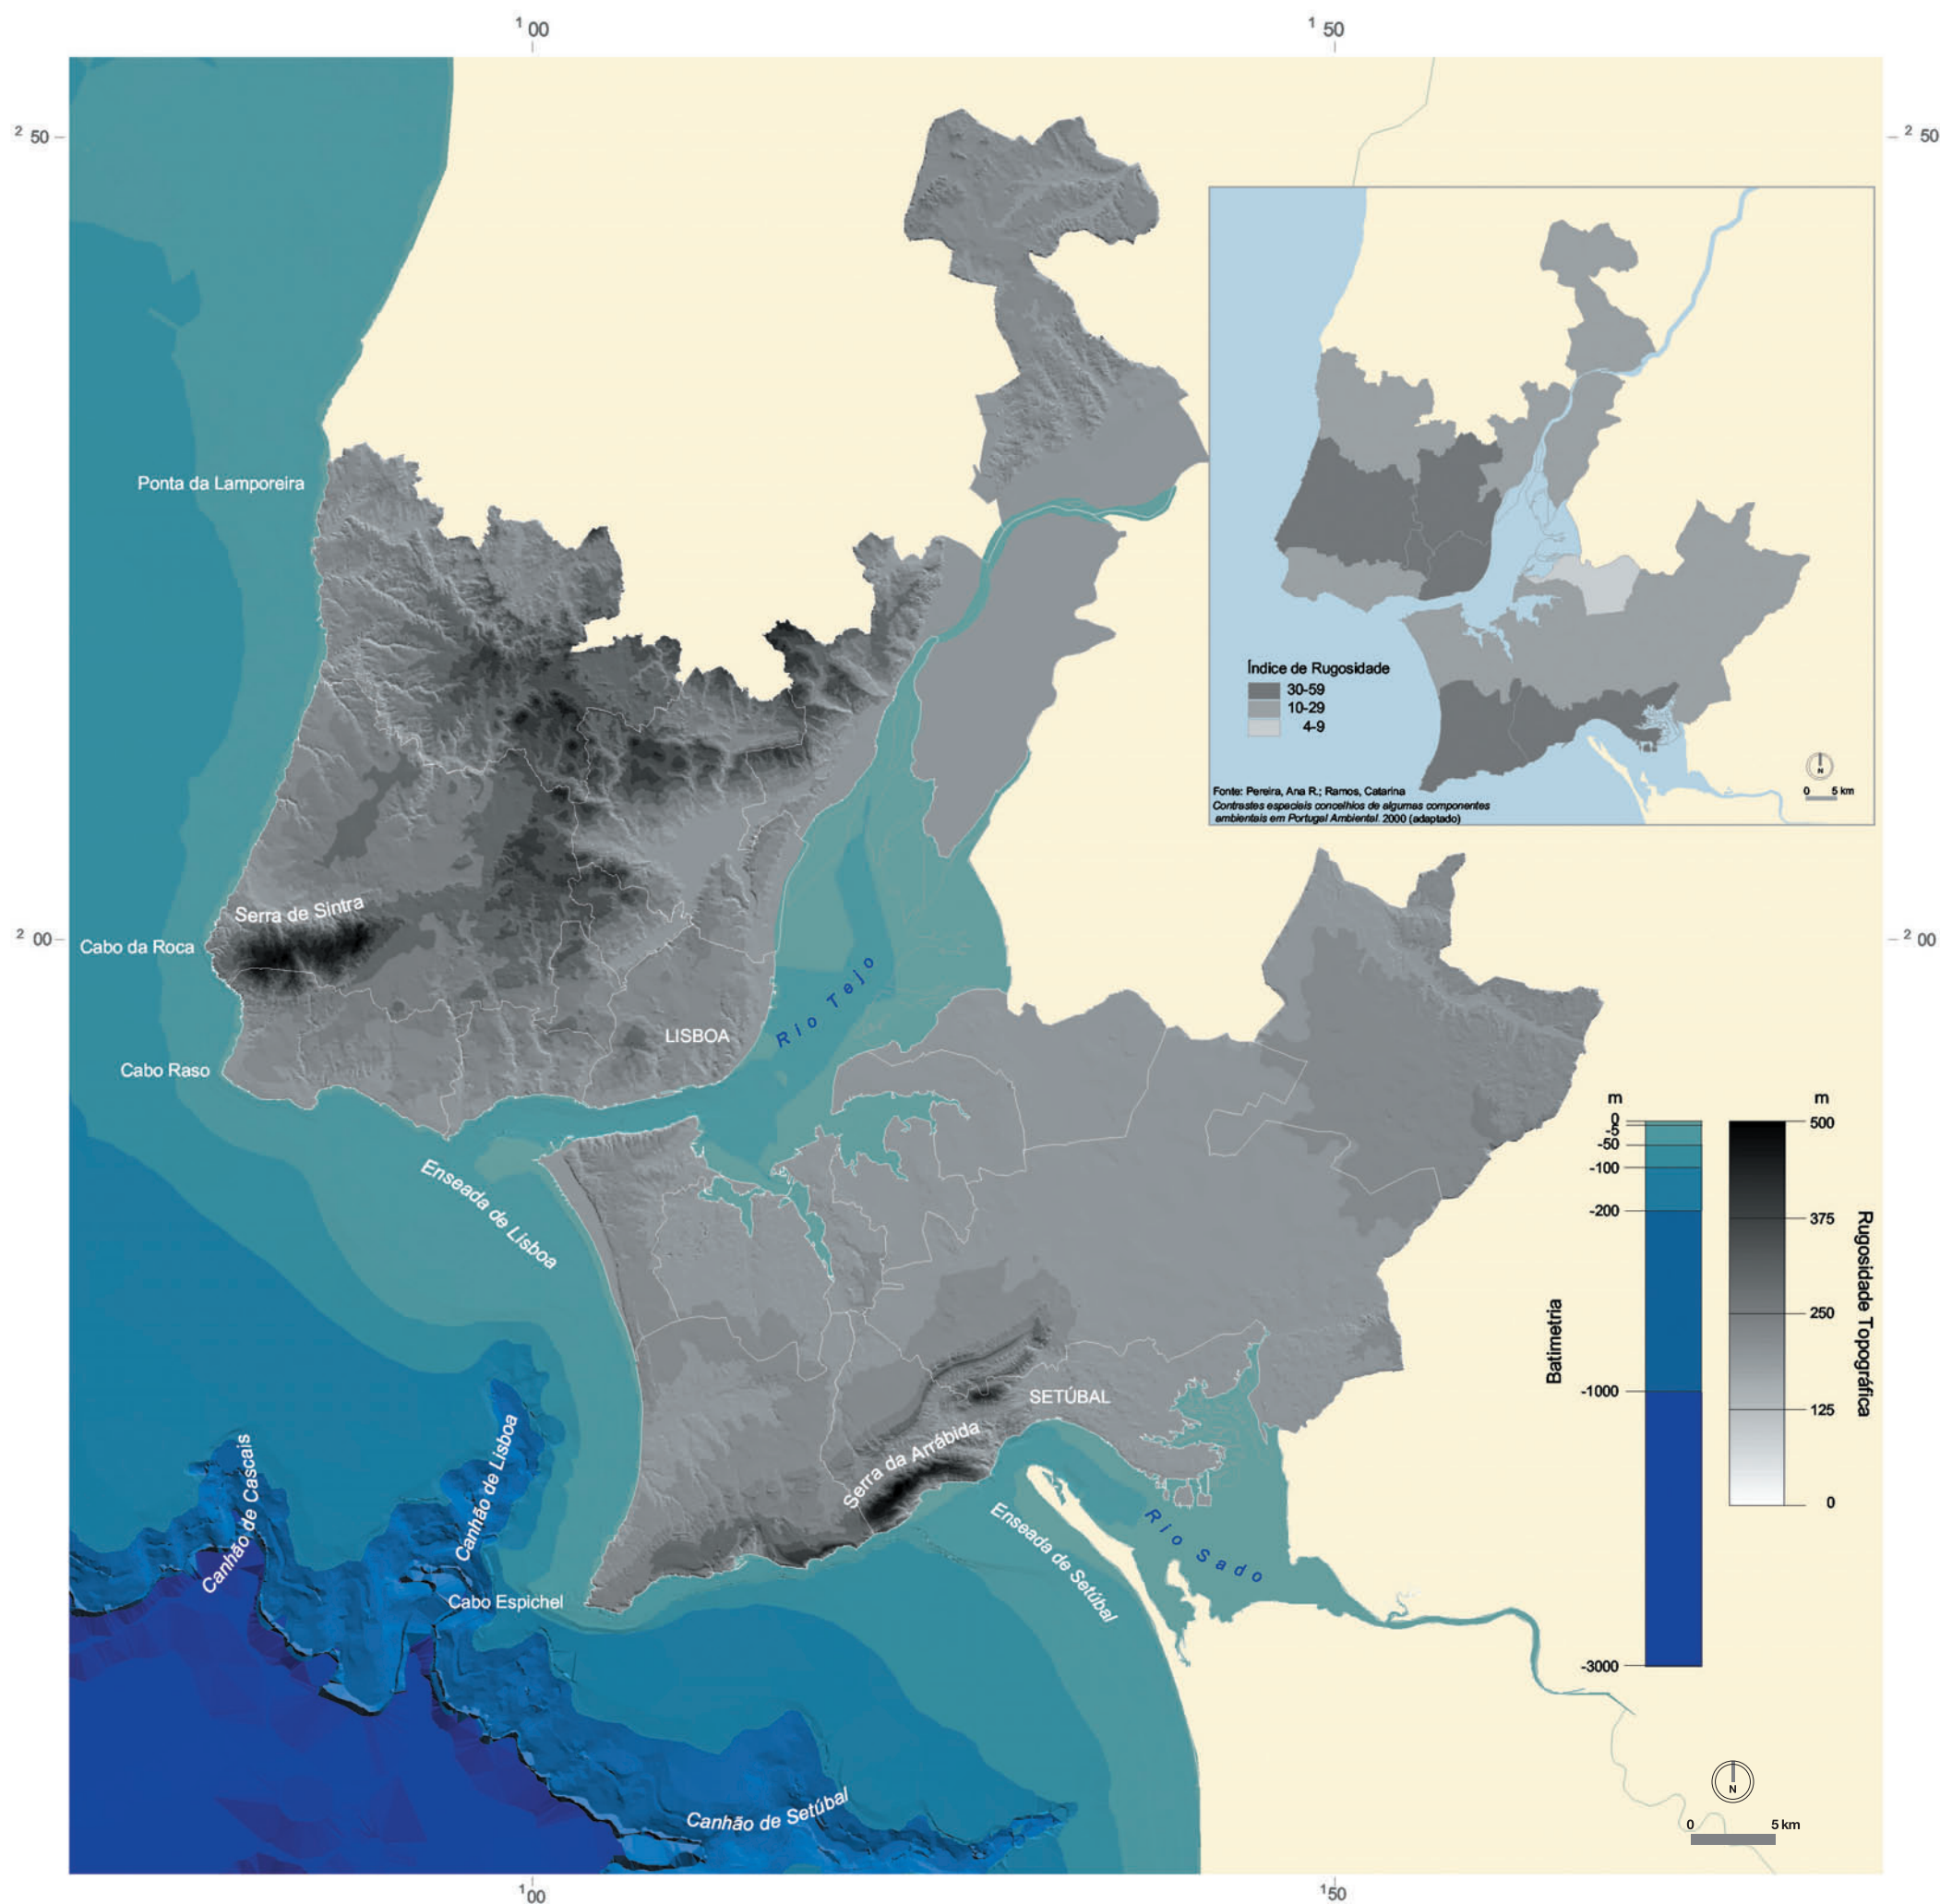 1 00
1 50
2 50
2 50
Ponta da Lamporeira
Índice de Rugosidade
30-59
10-29
4-9
N
0 5 km
Fonte: Pereira, Ana R.; Ramos, Catarina
Contrastes especiais concelhios de algumas componentes
ambientais em Portugal Ambiental. 2000 (adaptado)
Serra de Sintra
2 00
Cabo da Roca
2 00
Rio Tejo
LISBOA
Cabo Raso
Enseada de Lisboa
m
0
-5
-50
-100
-200
-1000
-3000
Batimetria
m
500
375
250
125
0
Rugosidade Topográfica
SETÚBAL
Serra da Arrábida
Canhão de Cascais
Canhão de Lisboa
Enseada de Setúbal
Rio Sado
Cabo Espichel
Canhão de Setúbal
N
0 5 km
1 00
1 50